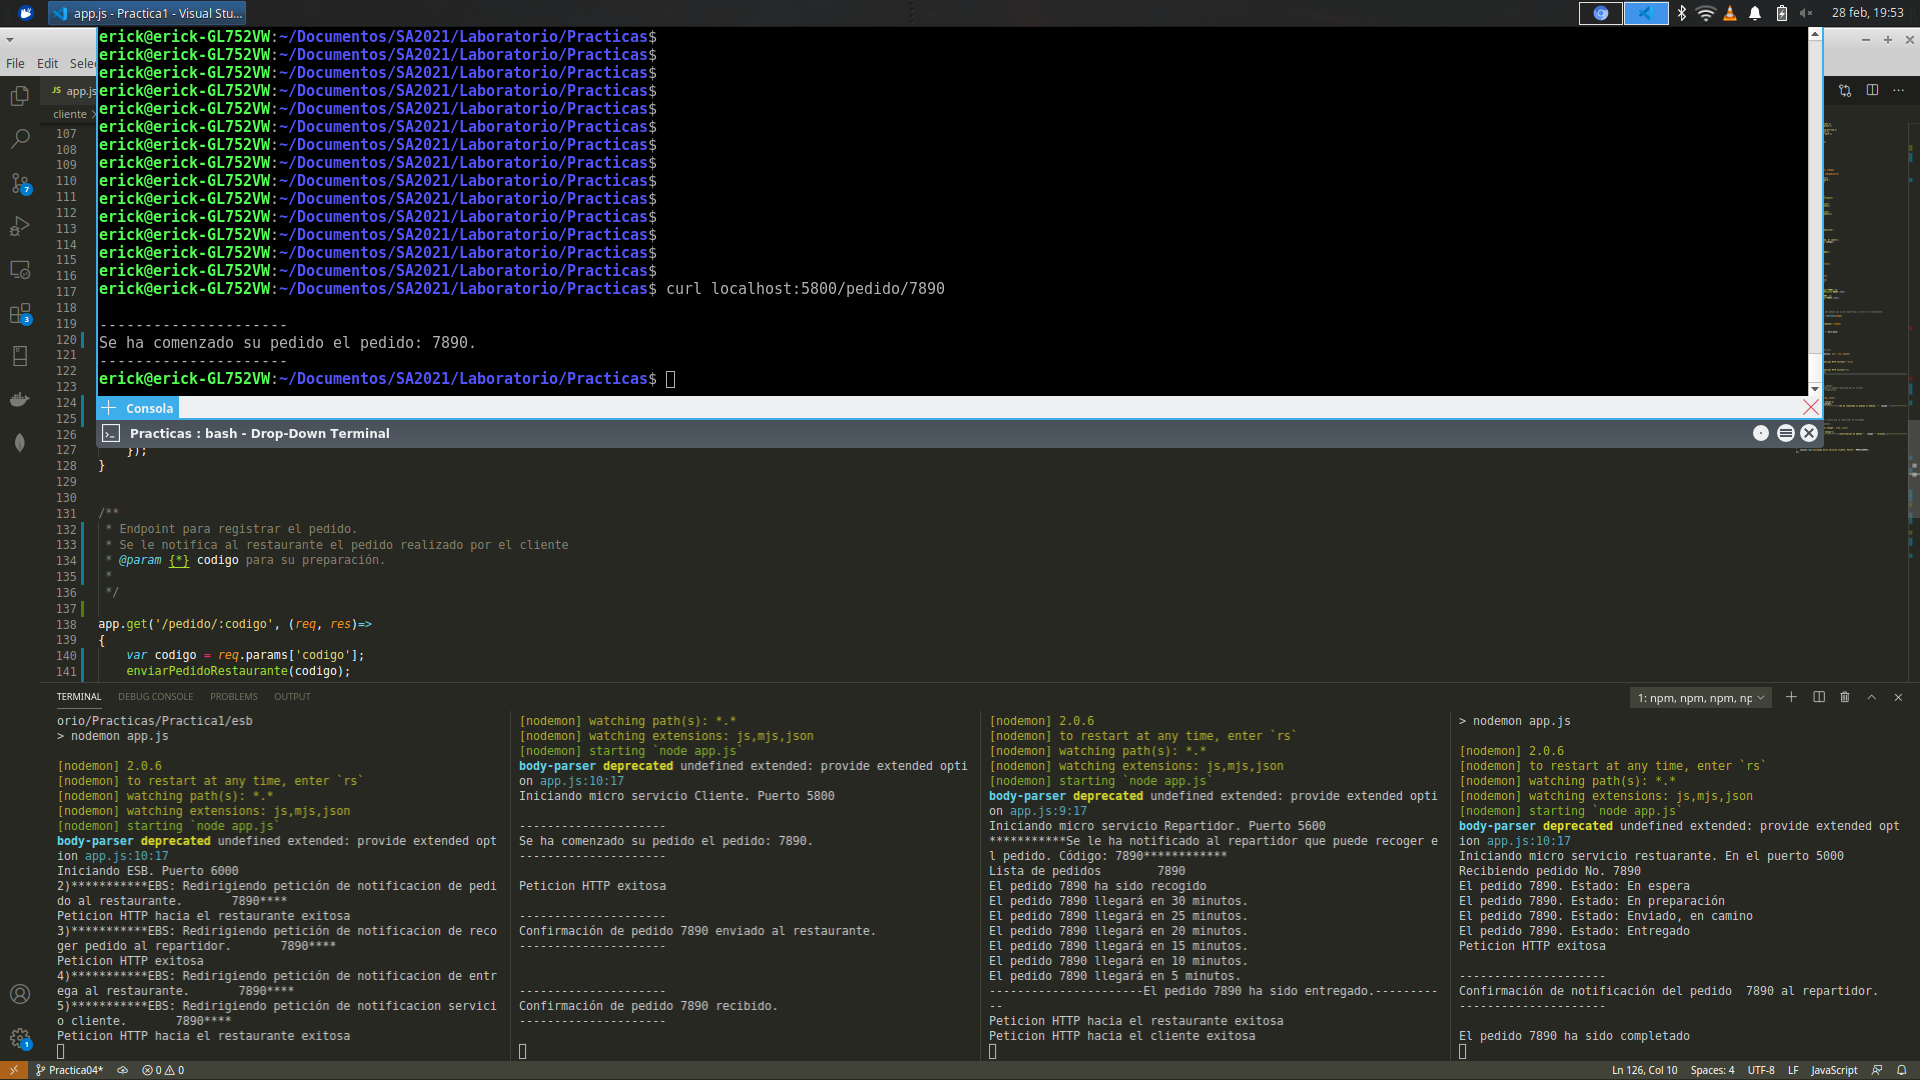 app.js - Practica1 - Visual Stu...
28 feb, 19:53
File Edit Selec
JS app.js
cliente >
erick@erick-GL752VW:~/Documentos/SA2021/Laboratorio/Practicas$
erick@erick-GL752VW:~/Documentos/SA2021/Laboratorio/Practicas$
erick@erick-GL752VW:~/Documentos/SA2021/Laboratorio/Practicas$
erick@erick-GL752VW:~/Documentos/SA2021/Laboratorio/Practicas$
erick@erick-GL752VW:~/Documentos/SA2021/Laboratorio/Practicas$
erick@erick-GL752VW:~/Documentos/SA2021/Laboratorio/Practicas$
erick@erick-GL752VW:~/Documentos/SA2021/Laboratorio/Practicas$
erick@erick-GL752VW:~/Documentos/SA2021/Laboratorio/Practicas$
erick@erick-GL752VW:~/Documentos/SA2021/Laboratorio/Practicas$
erick@erick-GL752VW:~/Documentos/SA2021/Laboratorio/Practicas$
erick@erick-GL752VW:~/Documentos/SA2021/Laboratorio/Practicas$
erick@erick-GL752VW:~/Documentos/SA2021/Laboratorio/Practicas$
erick@erick-GL752VW:~/Documentos/SA2021/Laboratorio/Practicas$
erick@erick-GL752VW:~/Documentos/SA2021/Laboratorio/Practicas$
erick@erick-GL752VW:~/Documentos/SA2021/Laboratorio/Practicas$ curl localhost:5800/pedido/7890
---------------------
Se ha comenzado su pedido el pedido: 7890.
---------------------
erick@erick-GL752VW:~/Documentos/SA2021/Laboratorio/Practicas$
Consola
Practicas : bash - Drop-Down Terminal
107
108
109
110
111
112
113
114
115
116
117
118
119
120
121
122
123
124
125
126
127 });
128 }
129
130
131 /**
132 * Endpoint para registrar el pedido.
133 * Se le notifica al restaurante el pedido realizado por el cliente
134 * @param {*} codigo para su preparación.
135 *
136 */
137
138 app.get('/pedido/:codigo', (req, res)=>
139 {
140 var codigo = req.params['codigo'];
141 enviarPedidoRestaurante(codigo);
7
3
1
TERMINAL DEBUG CONSOLE PROBLEMS OUTPUT
1: npm, npm, npm, np
orio/Practicas/Practica1/esb
> nodemon app.js
[nodemon] 2.0.6
[nodemon] to restart at any time, enter `rs`
[nodemon] watching path(s): *.*
[nodemon] watching extensions: js,mjs,json
[nodemon] starting `node app.js`
body-parser deprecated undefined extended: provide extended opt
ion app.js:10:17
Iniciando ESB. Puerto 6000
2)***********EBS: Redirigiendo petición de notificacion de pedi
do al restaurante. 7890****
Peticion HTTP hacia el restaurante exitosa
3)***********EBS: Redirigiendo petición de notificacion de reco
ger pedido al repartidor. 7890****
Peticion HTTP exitosa
4)***********EBS: Redirigiendo petición de notificacion de entr
ega al restaurante. 7890****
5)***********EBS: Redirigiendo petición de notificacion servici
o cliente. 7890****
Peticion HTTP hacia el restaurante exitosa
[nodemon] watching path(s): *.*
[nodemon] watching extensions: js,mjs,json
[nodemon] starting `node app.js`
body-parser deprecated undefined extended: provide extended opti
on app.js:10:17
Iniciando micro servicio Cliente. Puerto 5800
---------------------
Se ha comenzado su pedido el pedido: 7890.
---------------------
Peticion HTTP exitosa
---------------------
Confirmación de pedido 7890 enviado al restaurante.
---------------------
---------------------
Confirmación de pedido 7890 recibido.
---------------------
[nodemon] 2.0.6
[nodemon] to restart at any time, enter `rs`
[nodemon] watching path(s): *.*
[nodemon] watching extensions: js,mjs,json
[nodemon] starting `node app.js`
body-parser deprecated undefined extended: provide extended opti
on app.js:9:17
Iniciando micro servicio Repartidor. Puerto 5600
***********Se le ha notificado al repartidor que puede recoger e
l pedido. Código: 7890************
Lista de pedidos 7890
El pedido 7890 ha sido recogido
El pedido 7890 llegará en 30 minutos.
El pedido 7890 llegará en 25 minutos.
El pedido 7890 llegará en 20 minutos.
El pedido 7890 llegará en 15 minutos.
El pedido 7890 llegará en 10 minutos.
El pedido 7890 llegará en 5 minutos.
----------------------El pedido 7890 ha sido entregado.---------
--
Peticion HTTP hacia el restaurante exitosa
Peticion HTTP hacia el cliente exitosa
> nodemon app.js
[nodemon] 2.0.6
[nodemon] to restart at any time, enter `rs`
[nodemon] watching path(s): *.*
[nodemon] watching extensions: js,mjs,json
[nodemon] starting `node app.js`
body-parser deprecated undefined extended: provide extended opt
ion app.js:10:17
Iniciando micro servicio restuarante. En el puerto 5000
Recibiendo pedido No. 7890
El pedido 7890. Estado: En espera
El pedido 7890. Estado: En preparación
El pedido 7890. Estado: Enviado, en camino
El pedido 7890. Estado: Entregado
Peticion HTTP exitosa
---------------------
Confirmación de notificación del pedido 7890 al repartidor.
---------------------
El pedido 7890 ha sido completado
Practica04* 0 0
Ln 126, Col 10 Spaces: 4 UTF-8 LF JavaScript